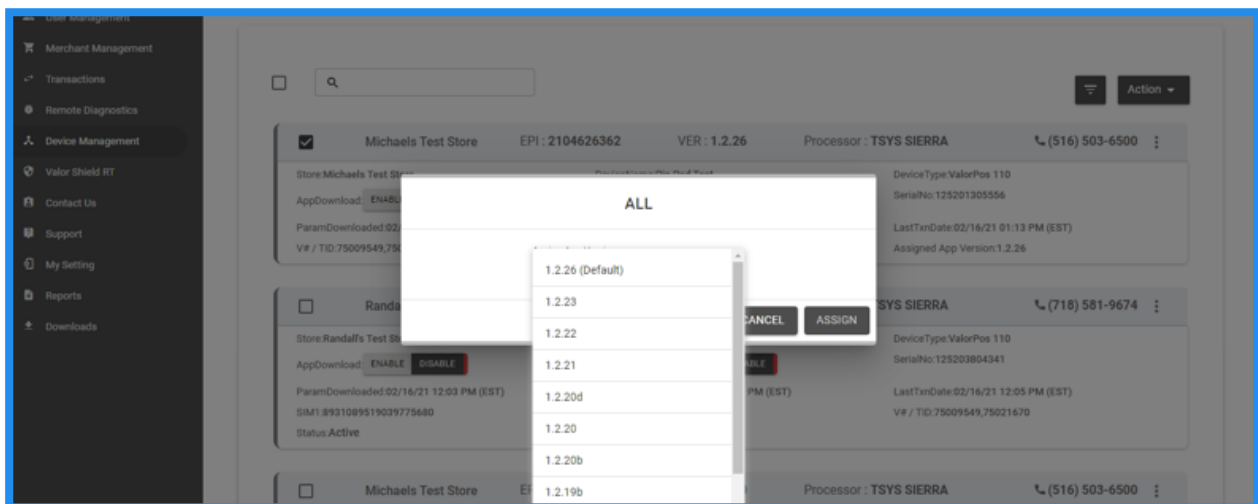 User Management
Merchant Management
Transactions
Remote Diagnostics
Device Management
Valor Shield RT
Contact Us
Support
My Setting
Reports
Downloads
Action
Michaels Test Store EPI : 2104626362 VER : 1.2.26 Processor : TSYS SIERRA (516) 503-6500
Store:Michaels Test DeviceType:ValorPos 110
AppDownload: SerialNo:125201305556
ParamDownloaded:02/ LastTxnDate:02/16/21 01:13 PM (EST)
V# / TID:75009549,750 Assigned App Version:1.2.26
ALL
1.2.26 (Default)
1.2.23
1.2.22
1.2.21
1.2.20d
1.2.20
1.2.20b
1.2.19b
CANCEL ASSIGN
SYS SIERRA (718) 581-9674
Store:Randall's Test DeviceType:ValorPos 110
AppDownload: ENABLE DISABLE SerialNo:125203804341
ParamDownloaded:02/16/21 12:03 PM (EST) PM (EST) LastTxnDate:02/16/21 12:05 PM (EST)
SIM1:8931089519039775680 V# / TID:75009549,75021670
Status:Active
Michaels Test Store Processor : TSYS SIERRA (516) 503-6500